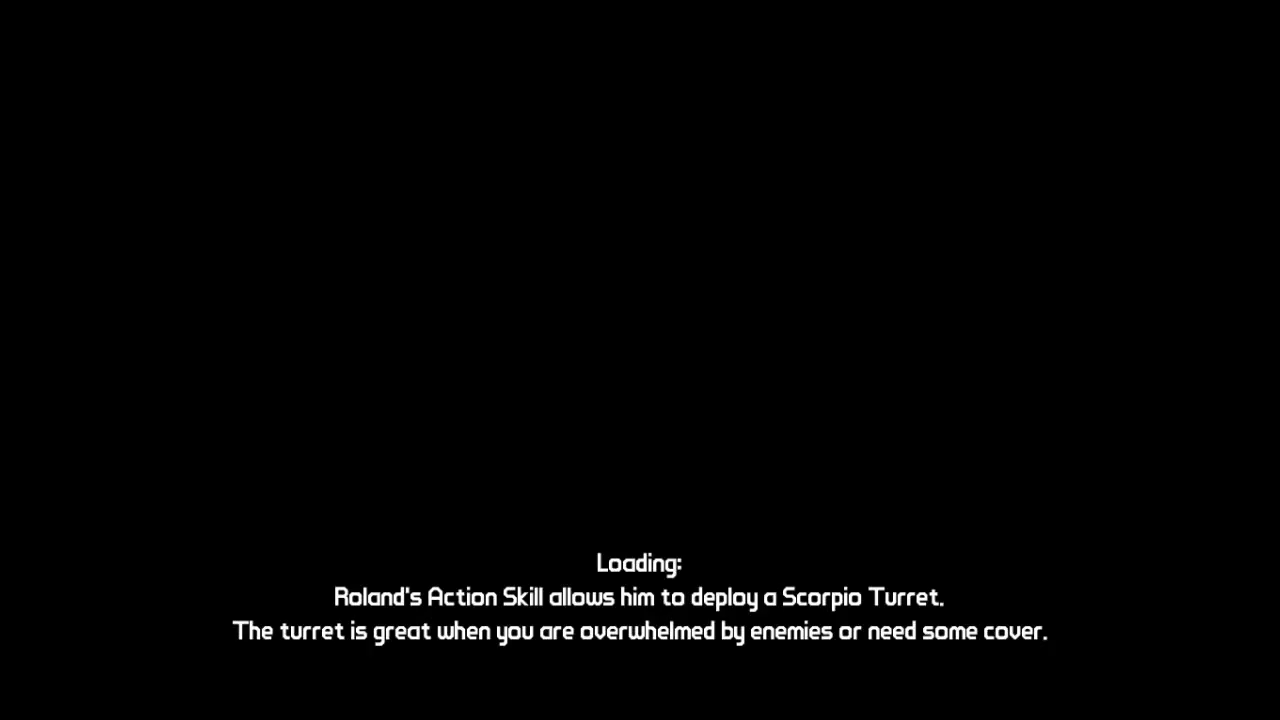 Loading:
Roland's Action Skill allows him to deploy a Scorpio Turret.
The turret is great when you are overwhelmed by enemies or need some cover.